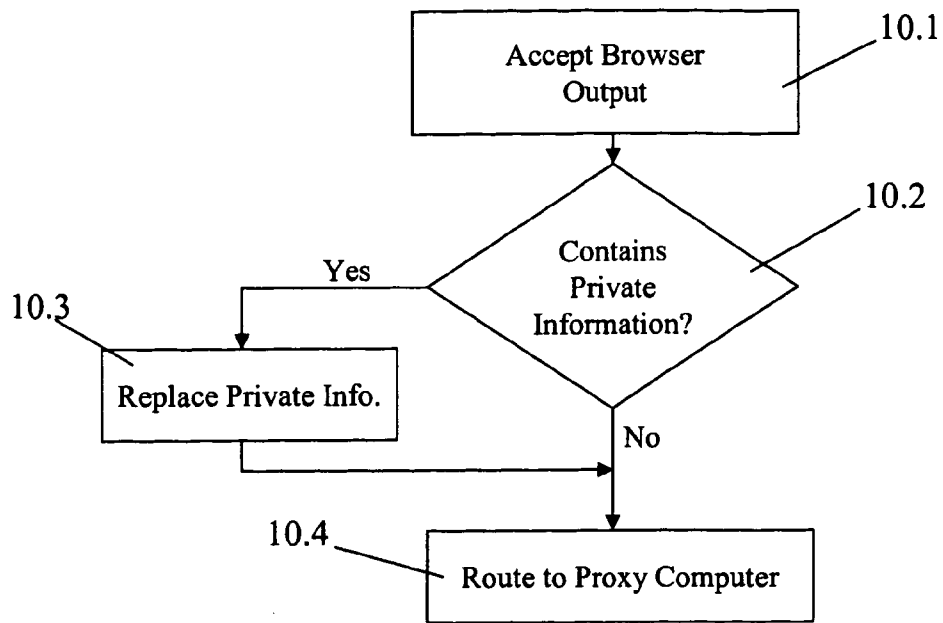 Accept Browser
Output
10.1
Contains
Private
Information?
10.2
Yes
10.3
Replace Private Info.
No
10.4
Route to Proxy Computer